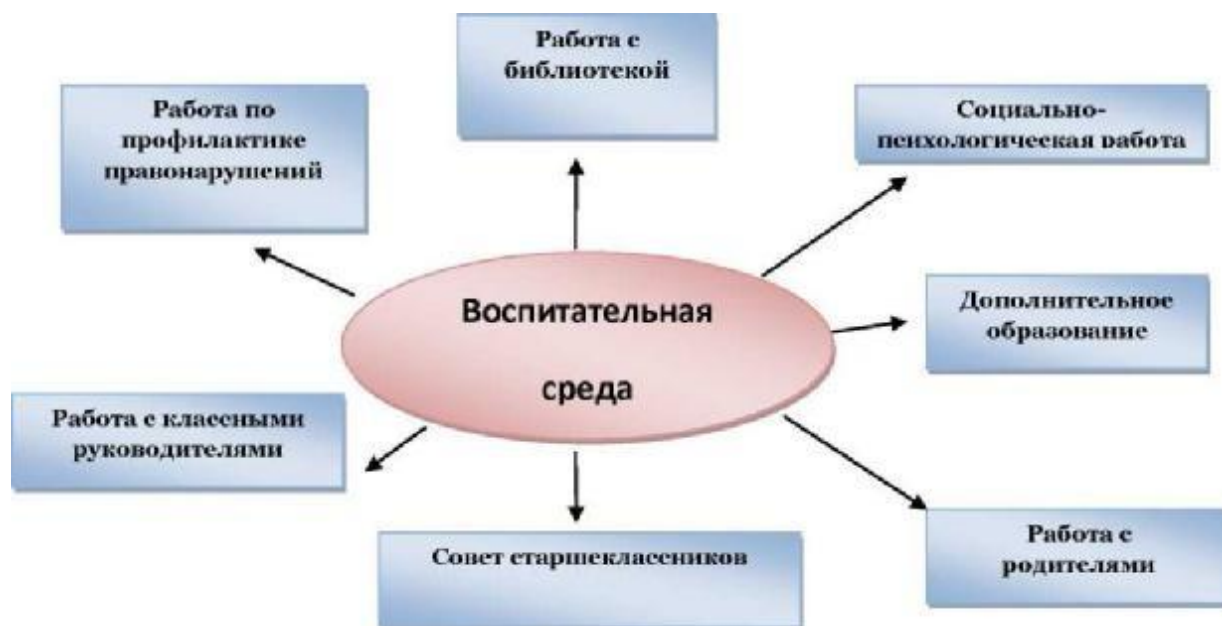 Работа с
библиотекой
Работа по
профилактике
правонарушений
Социально-
психологическая работа
Воспитательная
среда
Дополнительное
образование
Работа с классными
руководителями
Совет старшеклассников
Работа с
родителями